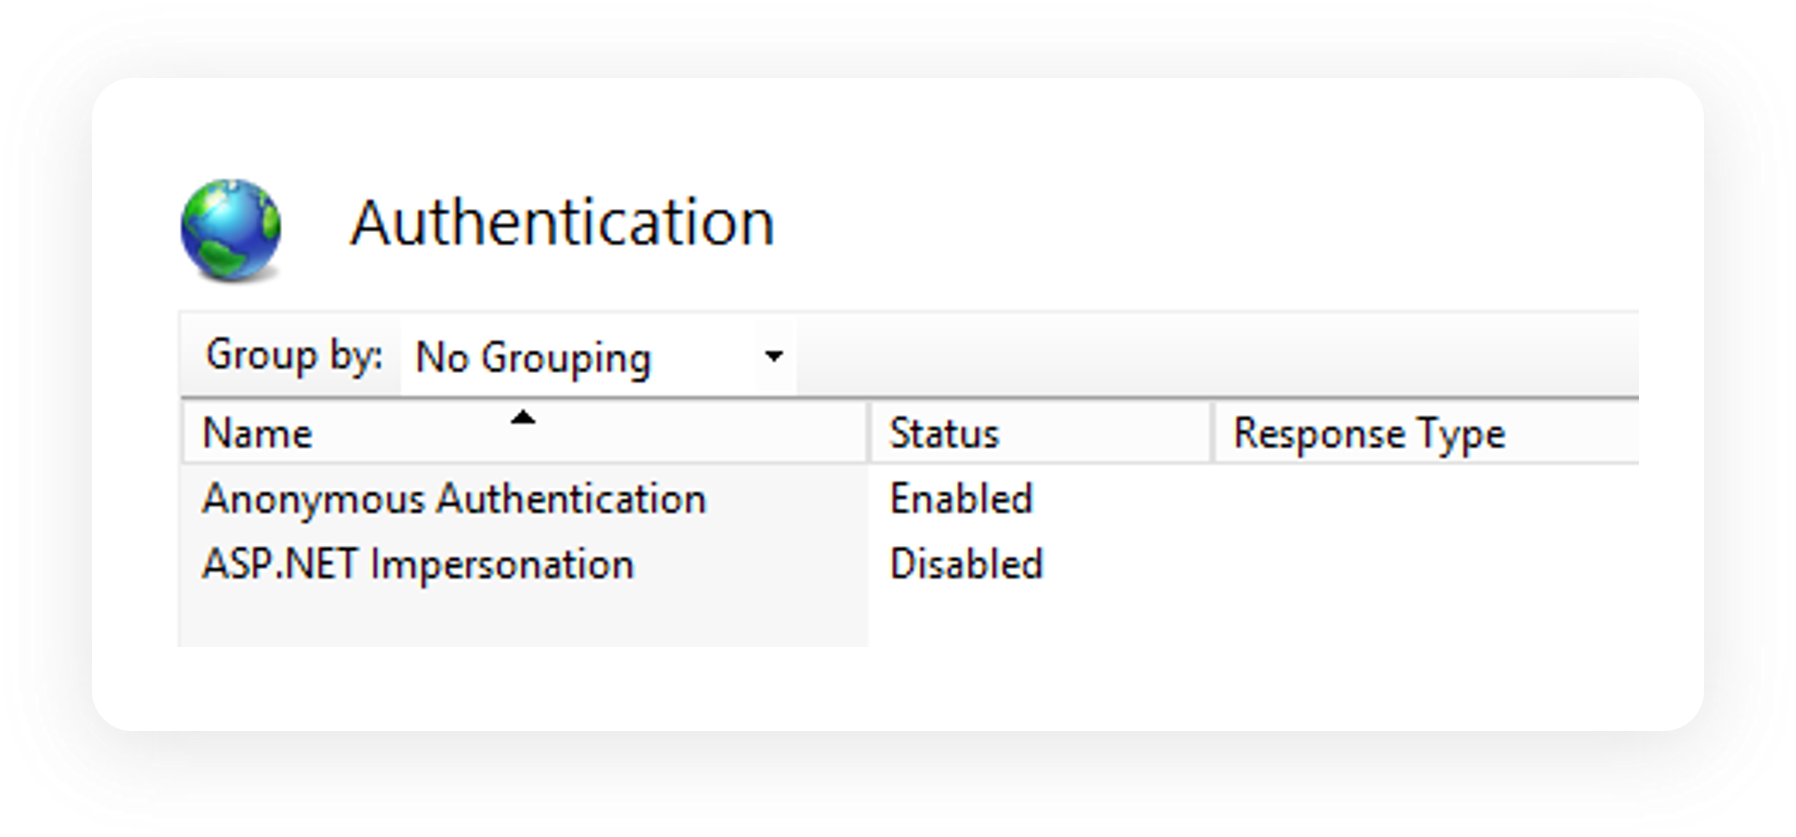 Authentication
Group by: No Grouping
Name Status Response Type
Anonymous Authentication Enabled
ASP.NET Impersonation Disabled